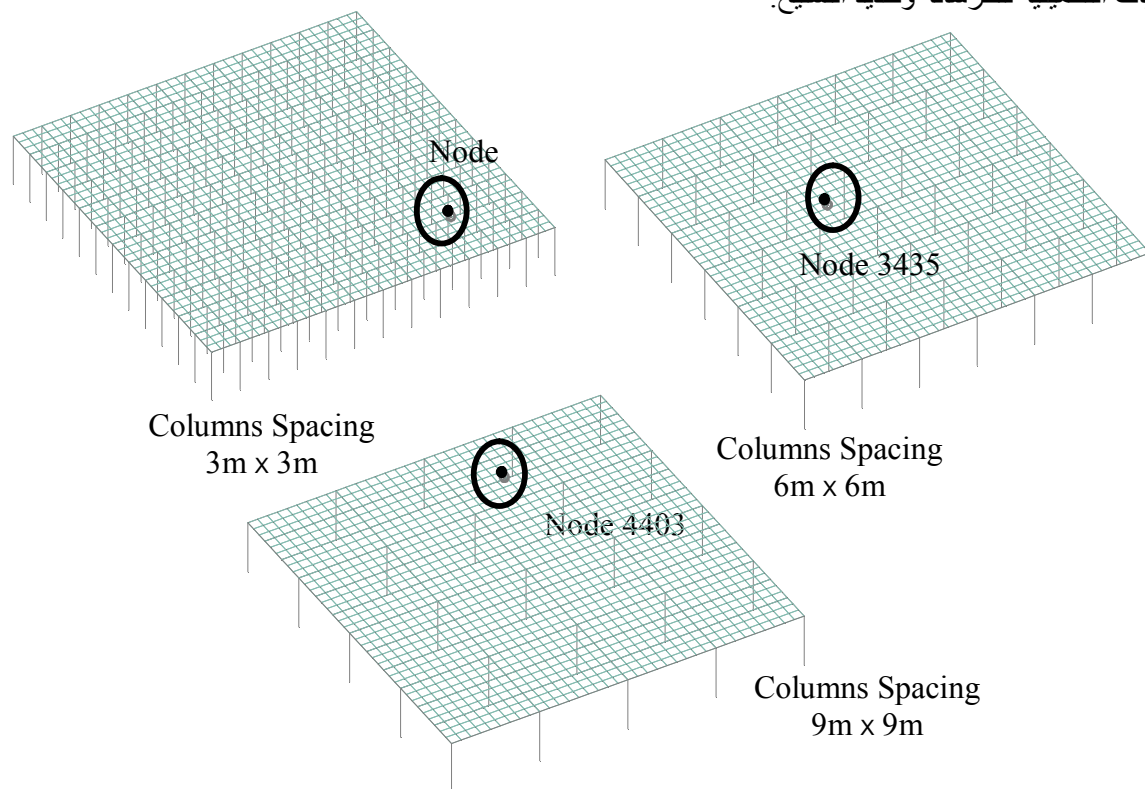 Node
Node 3435
Columns Spacing
3m x 3m
Columns Spacing
6m x 6m
Node 4403
Columns Spacing
9m x 9m